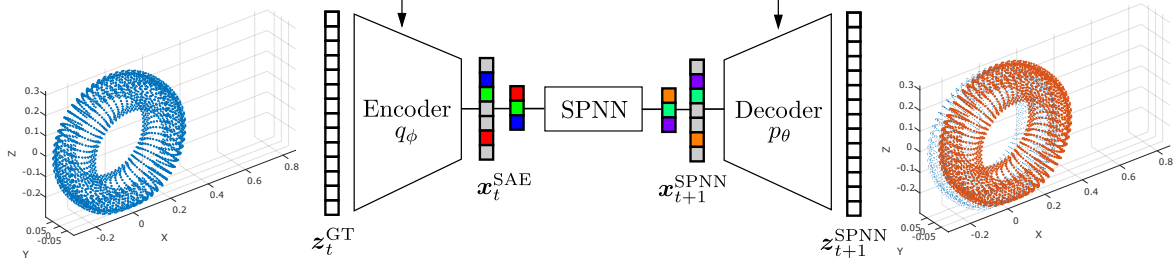 0.3
0.2
0.1
0
-0.1
-0.2
Z
0.05
0
-0.05
Y
-0.2
0
0.2
0.4
0.6
0.8
X
z_t^GT
Encoder
q_ϕ
x_t^SAE
SPNN
x_{t+1}^SPNN
Decoder
p_θ
z_{t+1}^SPNN
0.3
0.2
0.1
0
-0.1
-0.2
Z
0.05
0
-0.05
Y
-0.2
0
0.2
0.4
0.6
0.8
X